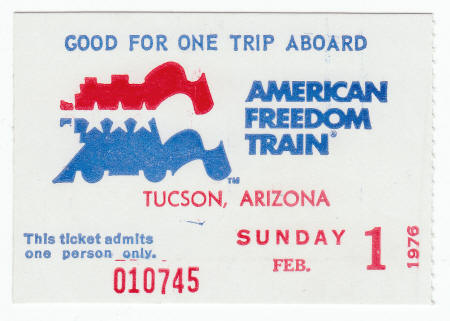 GOOD FOR ONE TRIP ABOARD
AMERICAN
FREEDOM
TRAIN®
TM
TUCSON, ARIZONA
This ticket admits
one person only.
010745
SUNDAY
FEB. 1
1976